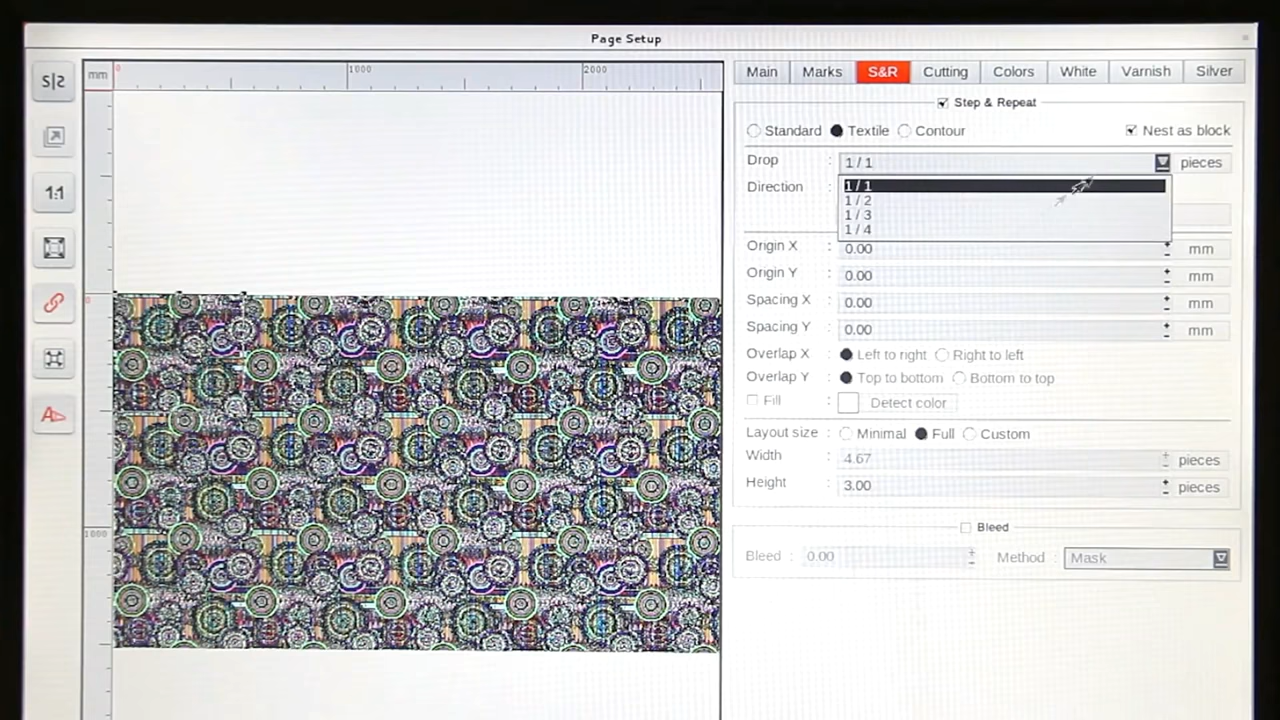 Page Setup
mm 0 1000 2000
Main Marks S&R Cutting Colors White Varnish Silver
Step & Repeat
Standard Textile Contour Nest as block
Drop : 1 / 1 pieces
Direction : 1 / 1
1 / 2
1 / 3
1 / 4
Origin X : 0.00 mm
Origin Y : 0.00 mm
Spacing X : 0.00 mm
Spacing Y : 0.00 mm
Overlap X : Left to right Right to left
Overlap Y : Top to bottom Bottom to top
Fill : Detect color
Layout size : Minimal Full Custom
Width : 4.67 pieces
Height : 3.00 pieces
Bleed
Bleed : 0.00 Method : Mask
S|S
1:1
A
0
1000